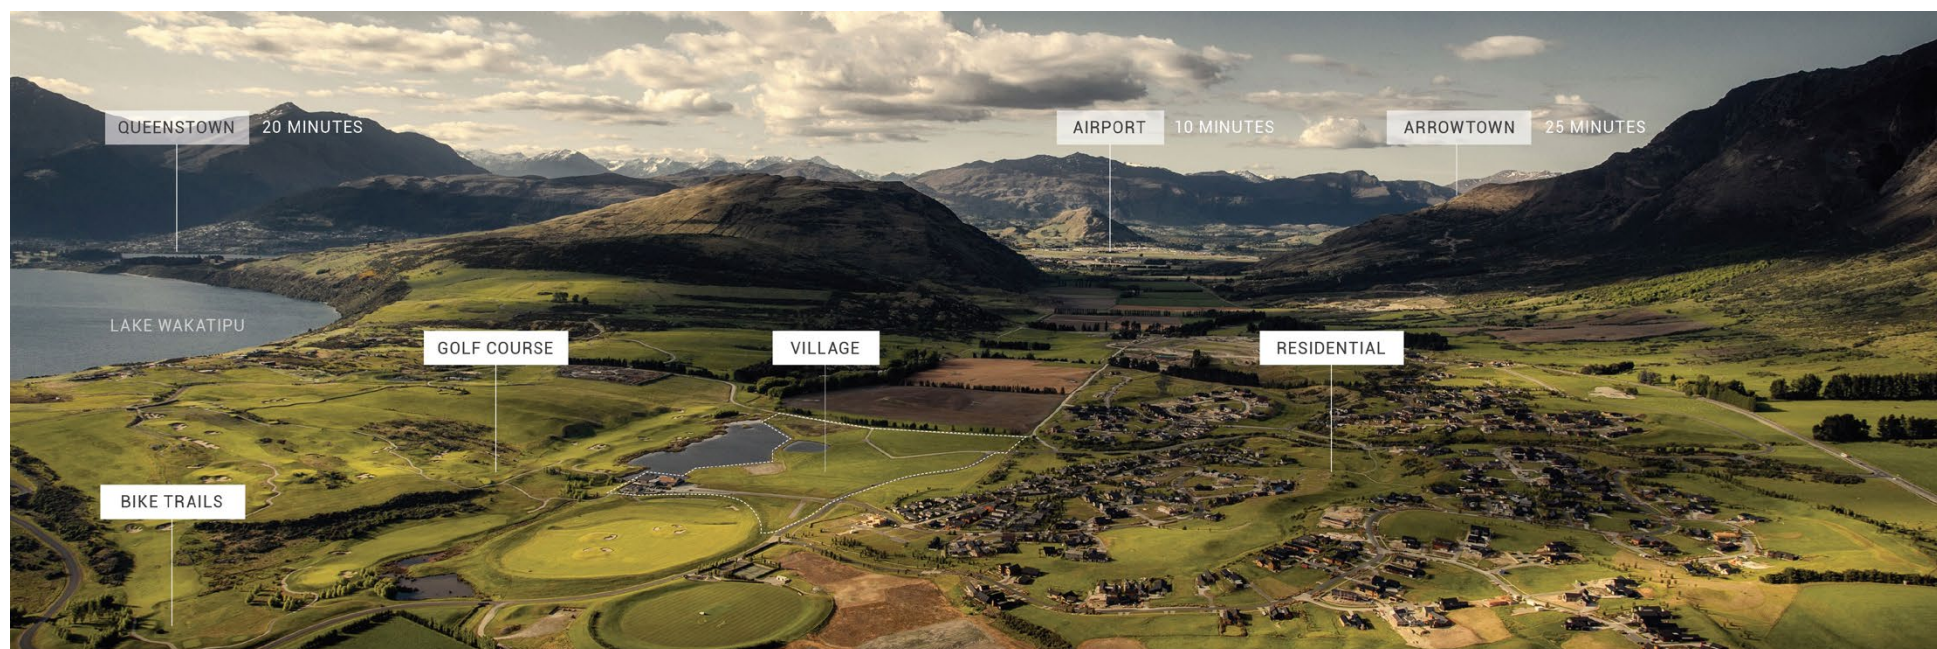 QUEENSTOWN 20 MINUTES
AIRPORT 10 MINUTES
ARROWTOWN 25 MINUTES
LAKE WAKATIPU
GOLF COURSE
VILLAGE
RESIDENTIAL
BIKE TRAILS